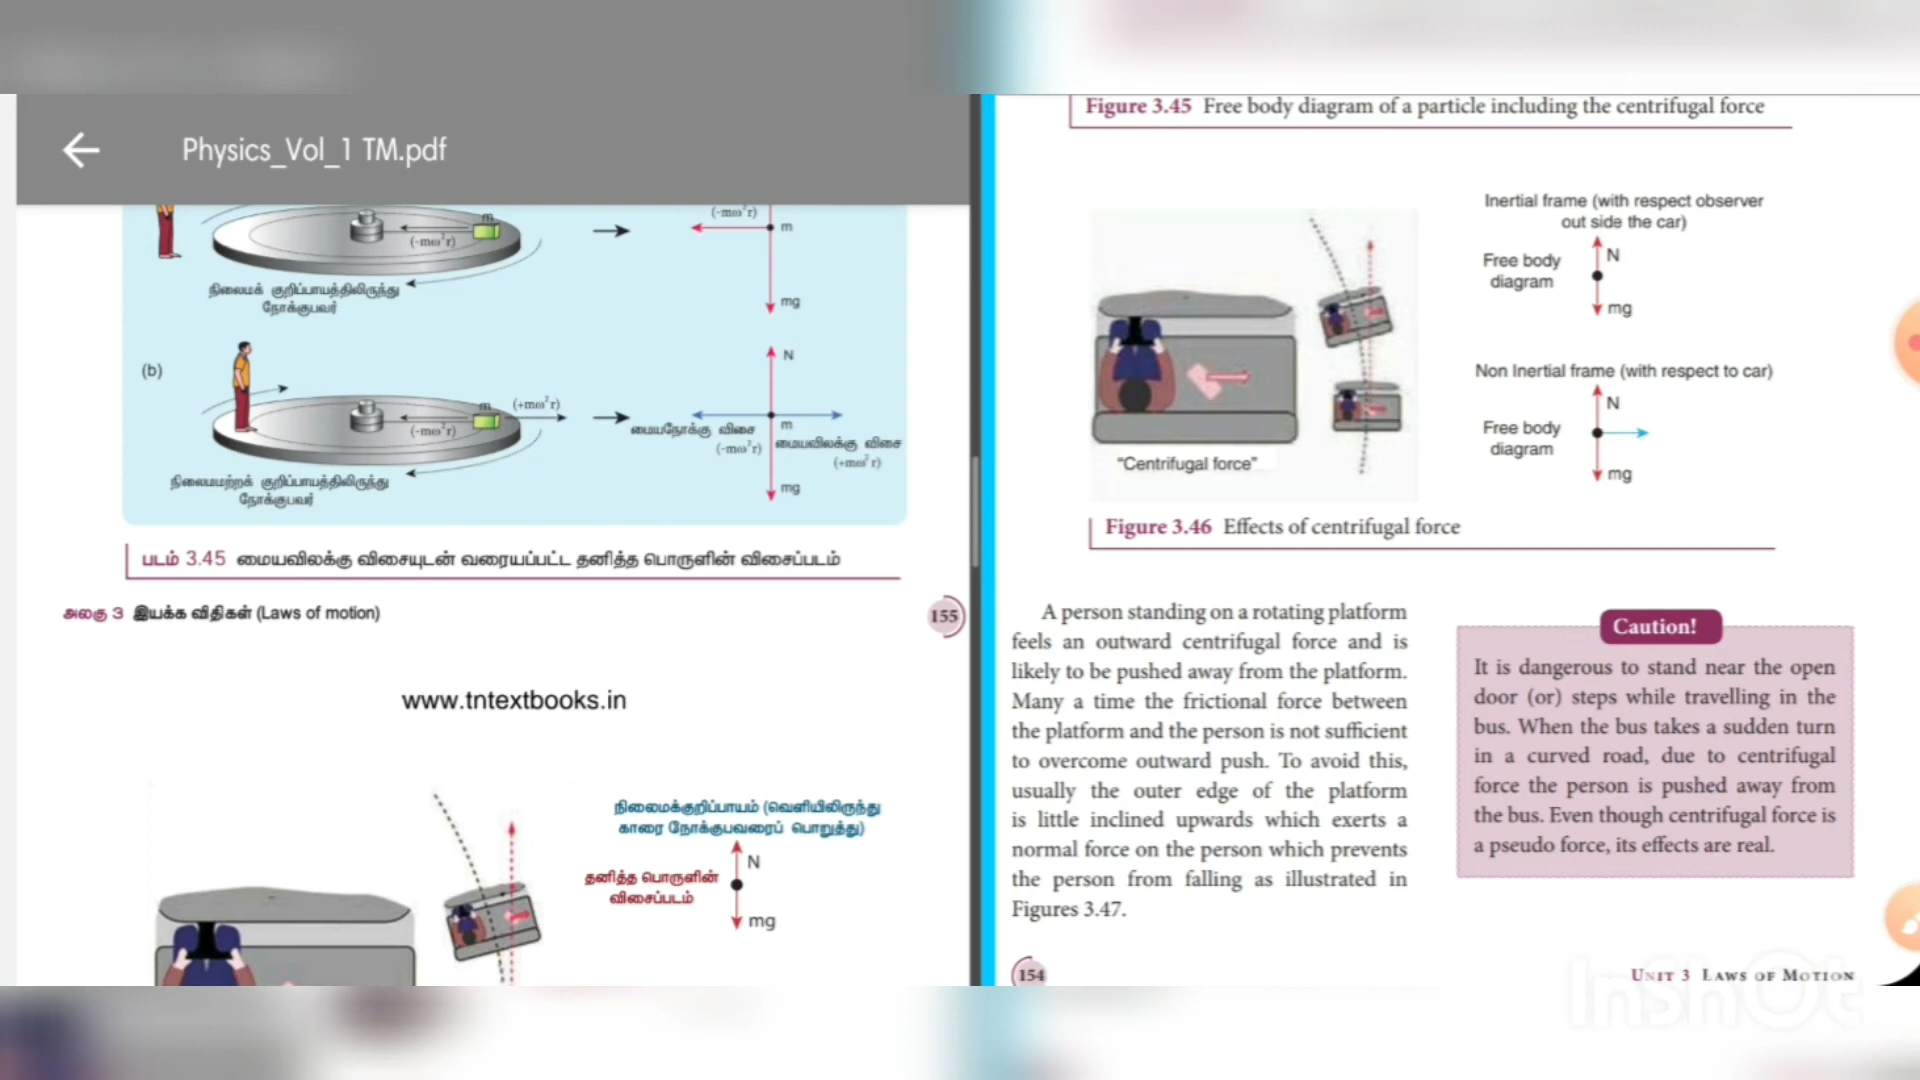 Physics_Vol_1 TM.pdf
(-mω²r)
m
m
(-mω²r)
mg
நிலைமக் குறிப்பாயத்திலிருந்து
நோக்குபவர்
(b)
N
m
(+mω²r)
(-mω²r)
m
மையநோக்கு விசை
(-mω²r)
மையவிலக்கு விசை
(+mω²r)
mg
நிலைமமற்றக் குறிப்பாயத்திலிருந்து
நோக்குபவர்
படம் 3.45 மையவிலக்கு விசையுடன் வரையப்பட்ட தனித்த பொருளின் விசைப்படம்
அலகு 3 இயக்க விதிகள் (Laws of motion)
155
www.tntextbooks.in
நிலைமக்குறிப்பாயம் (வெளியிலிருந்து
காரை நோக்குபவரைப் பொறுத்து)
N
தனித்த பொருளின்
விசைப்படம்
mg
Figure 3.45 Free body diagram of a particle including the centrifugal force
Inertial frame (with respect observer
out side the car)
N
Free body
diagram
mg
Non Inertial frame (with respect to car)
N
Free body
diagram
mg
“Centrifugal force”
Figure 3.46 Effects of centrifugal force
A person standing on a rotating platform
feels an outward centrifugal force and is
likely to be pushed away from the platform.
Many a time the frictional force between
the platform and the person is not sufficient
to overcome outward push. To avoid this,
usually the outer edge of the platform
is little inclined upwards which exerts a
normal force on the person which prevents
the person from falling as illustrated in
Figures 3.47.
Caution!
It is dangerous to stand near the open
door (or) steps while travelling in the
bus. When the bus takes a sudden turn
in a curved road, due to centrifugal
force the person is pushed away from
the bus. Even though centrifugal force is
a pseudo force, its effects are real.
154
UNIT 3 LAWS OF MOTION
InShOt